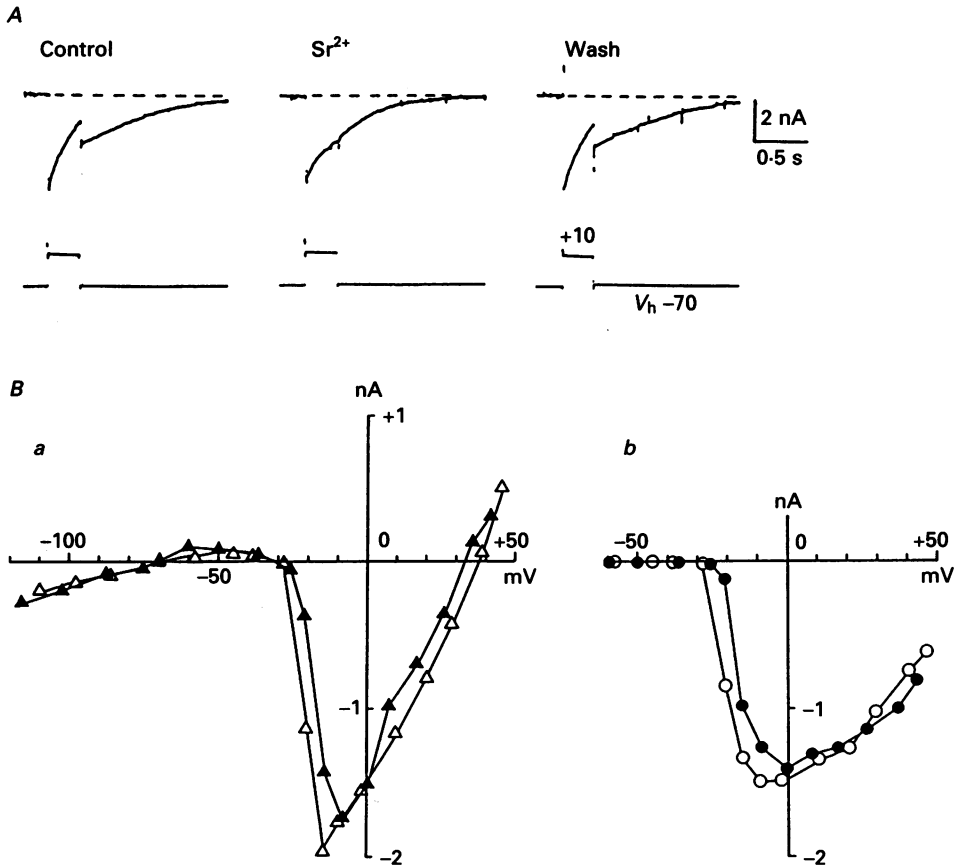 A
Control
Sr²⁺
Wash
2 nA
0·5 s
+10
Vh −70
B
nA
+1
a
b
nA
−100
0
+50
−50
0
+50
−50
mV
mV
−1
−1
−2
−2